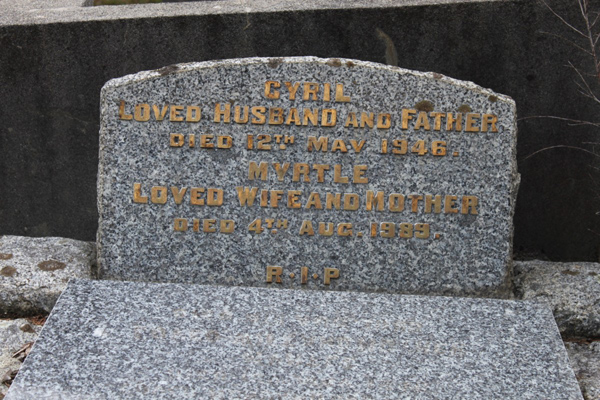 CYRIL
LOVED HUSBAND AND FATHER
DIED 12TH MAY 1946.
MYRTLE
LOVED WIFE AND MOTHER
DIED 4TH AUG. 1989.
R·I·P